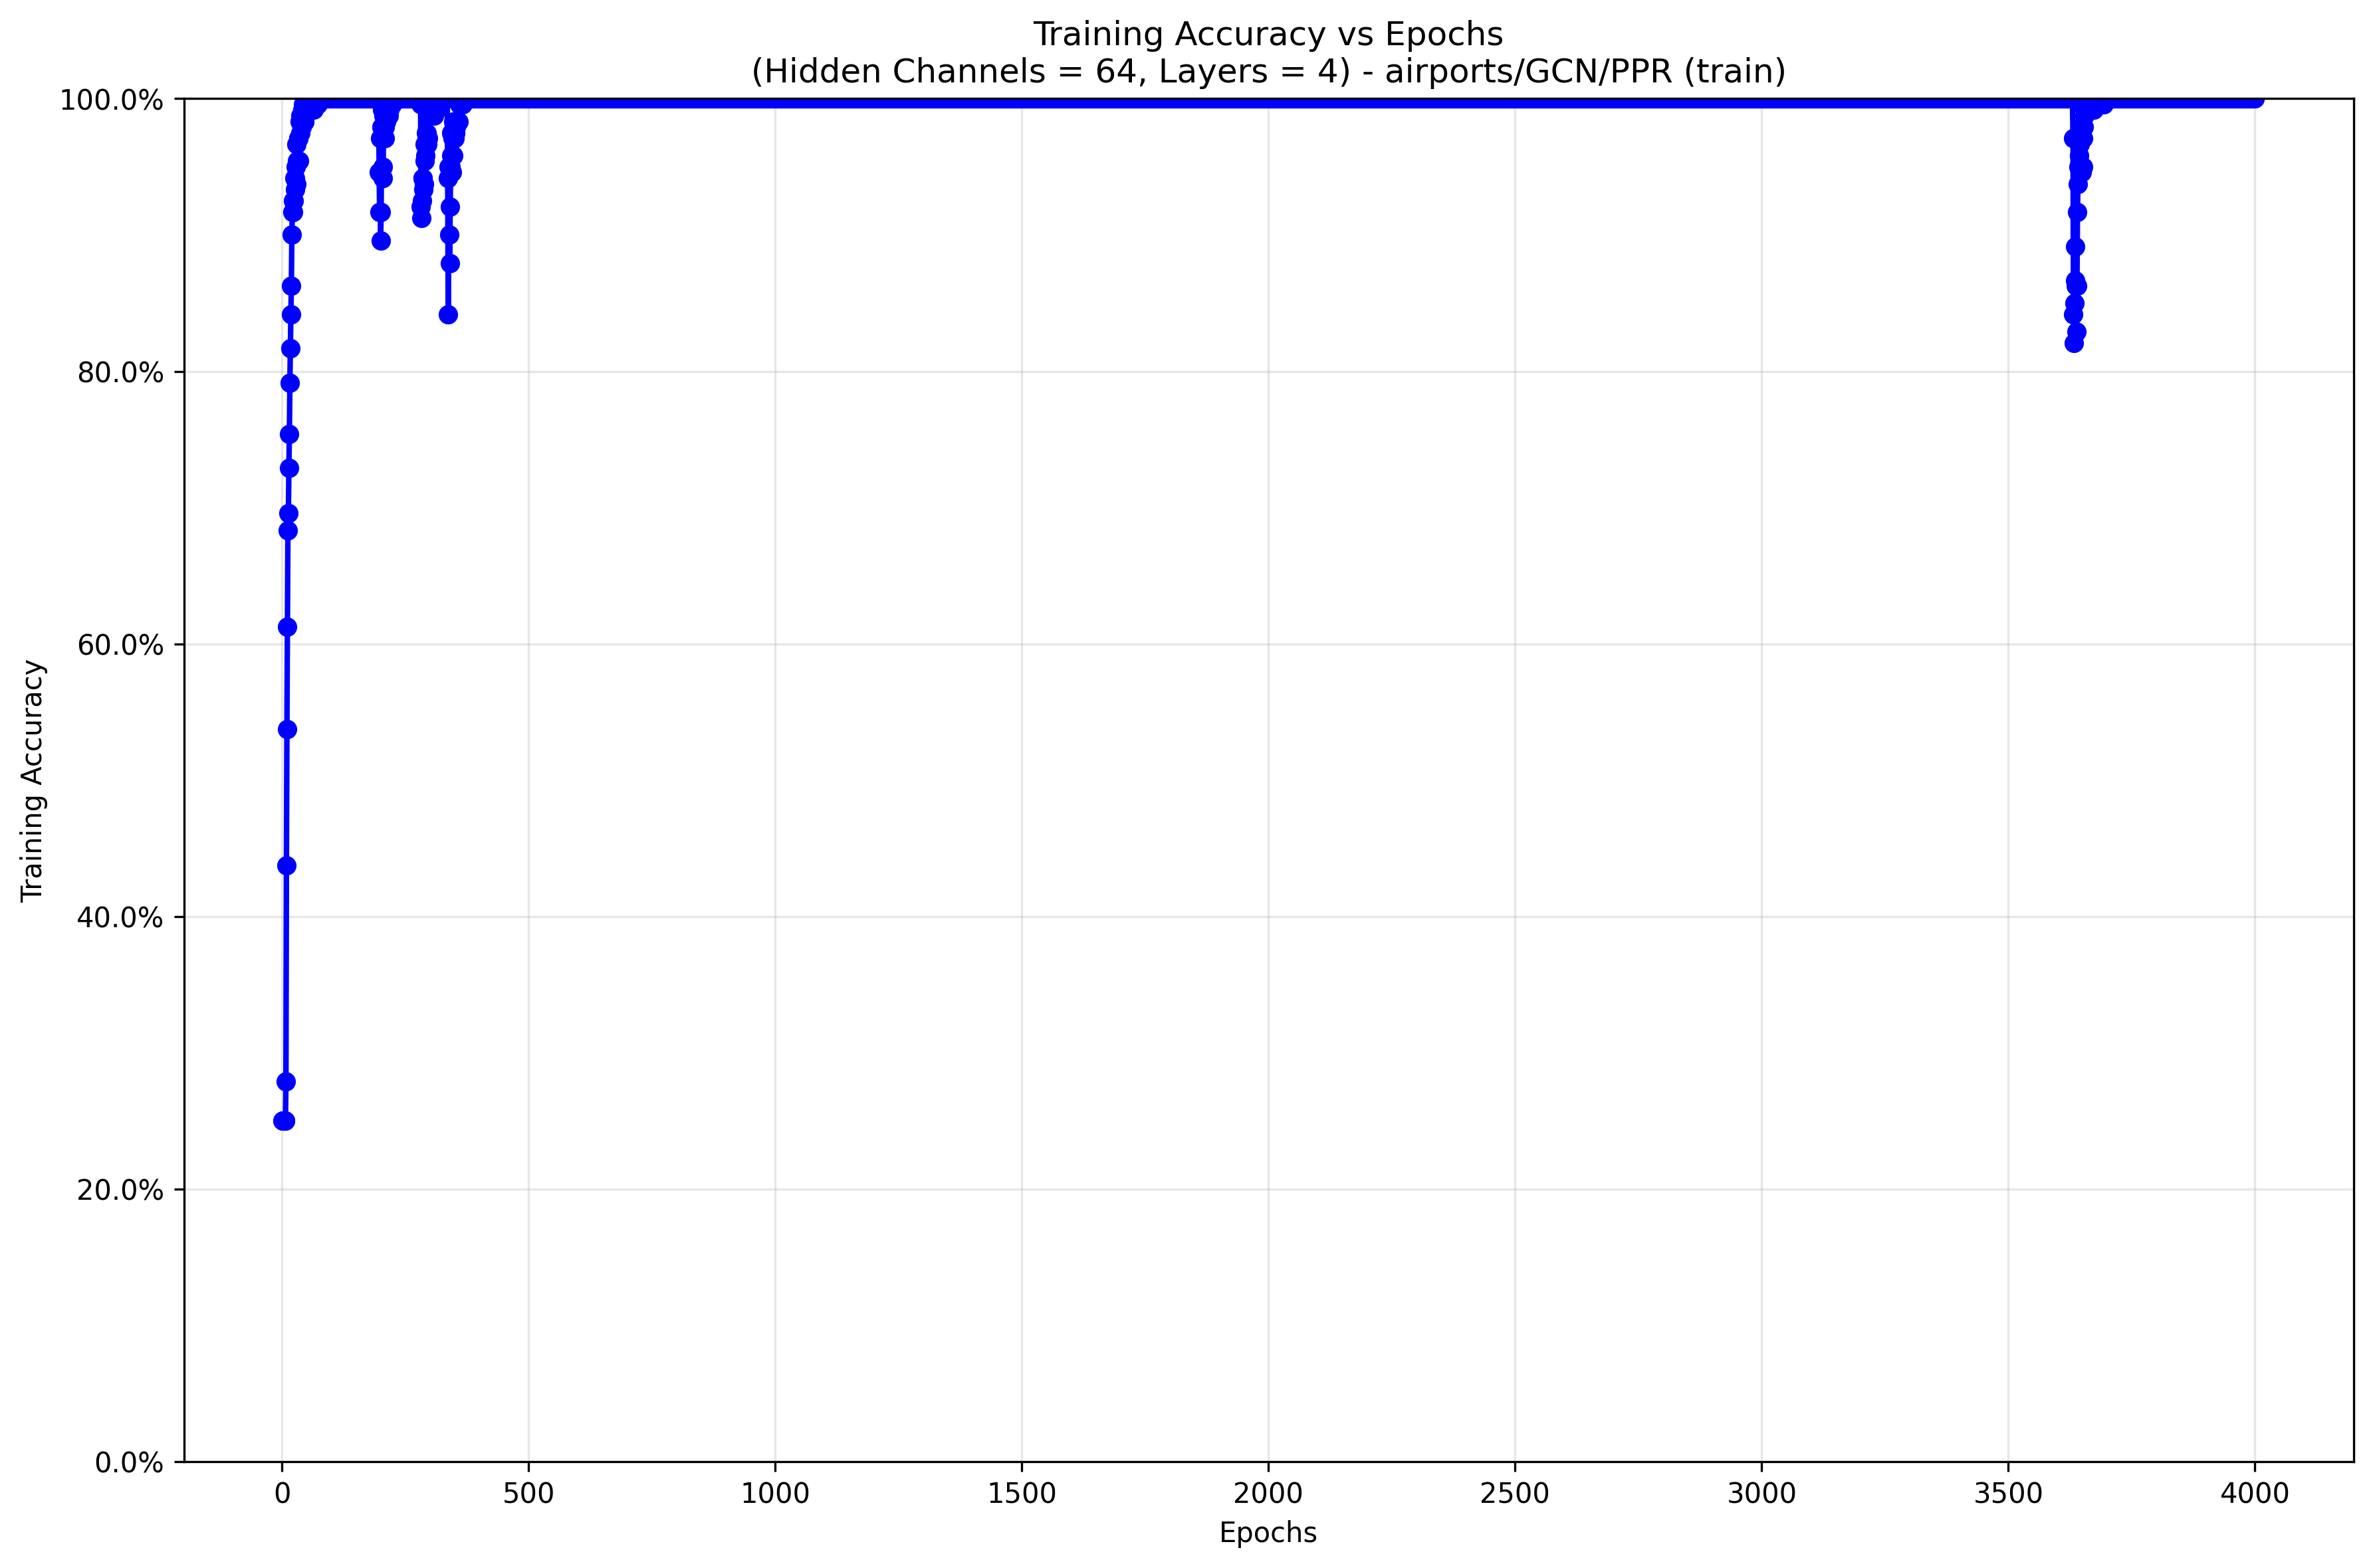 Training Accuracy vs Epochs
(Hidden Channels = 64, Layers = 4) - airports/GCN/PPR (train)
100.0%
80.0%
60.0%
40.0%
20.0%
0.0%
Training Accuracy
0 500 1000 1500 2000 2500 3000 3500 4000
Epochs